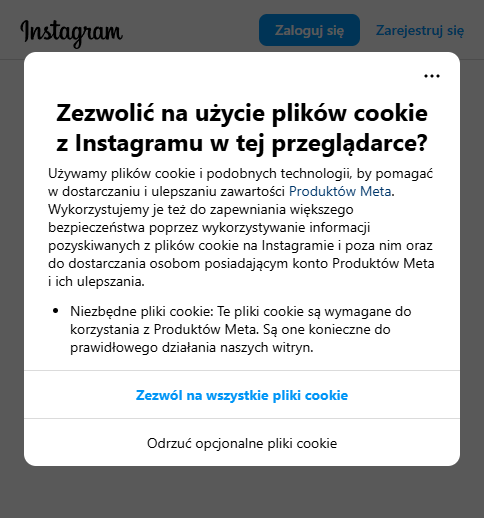 Instagram
Zaloguj się
Zarejestruj się
Zezwolić na użycie plików cookie
z Instagramu w tej przeglądarce?
Używamy plików cookie i podobnych technologii, by pomagać
w dostarczaniu i ulepszaniu zawartości Produktów Meta.
Wykorzystujemy je też do zapewniania większego
bezpieczeństwa poprzez wykorzystywanie informacji
pozyskiwanych z plików cookie na Instagramie i poza nim oraz
do dostarczania osobom posiadającym konto Produktów Meta
i ich ulepszania.
• Niezbędne pliki cookie: Te pliki cookie są wymagane do
korzystania z Produktów Meta. Są one konieczne do
prawidłowego działania naszych witryn.
Zezwól na wszystkie pliki cookie
Odrzuć opcjonalne pliki cookie